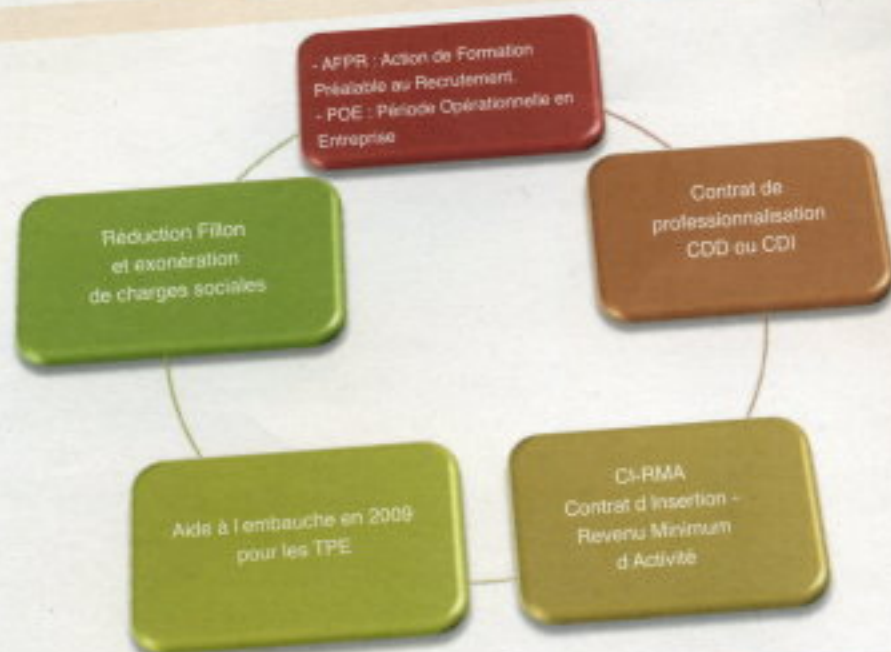 - AFPR : Action de Formation
Préalable au Recrutement.
- POE : Période Opérationnelle en
Entreprise
Contrat de
professionnalisation
CDD ou CDI
CI-RMA
Contrat d Insertion -
Revenu Minimum
d Activité
Aide à l embauche en 2009
pour les TPE
Réduction Fillon
et exonération
de charges sociales